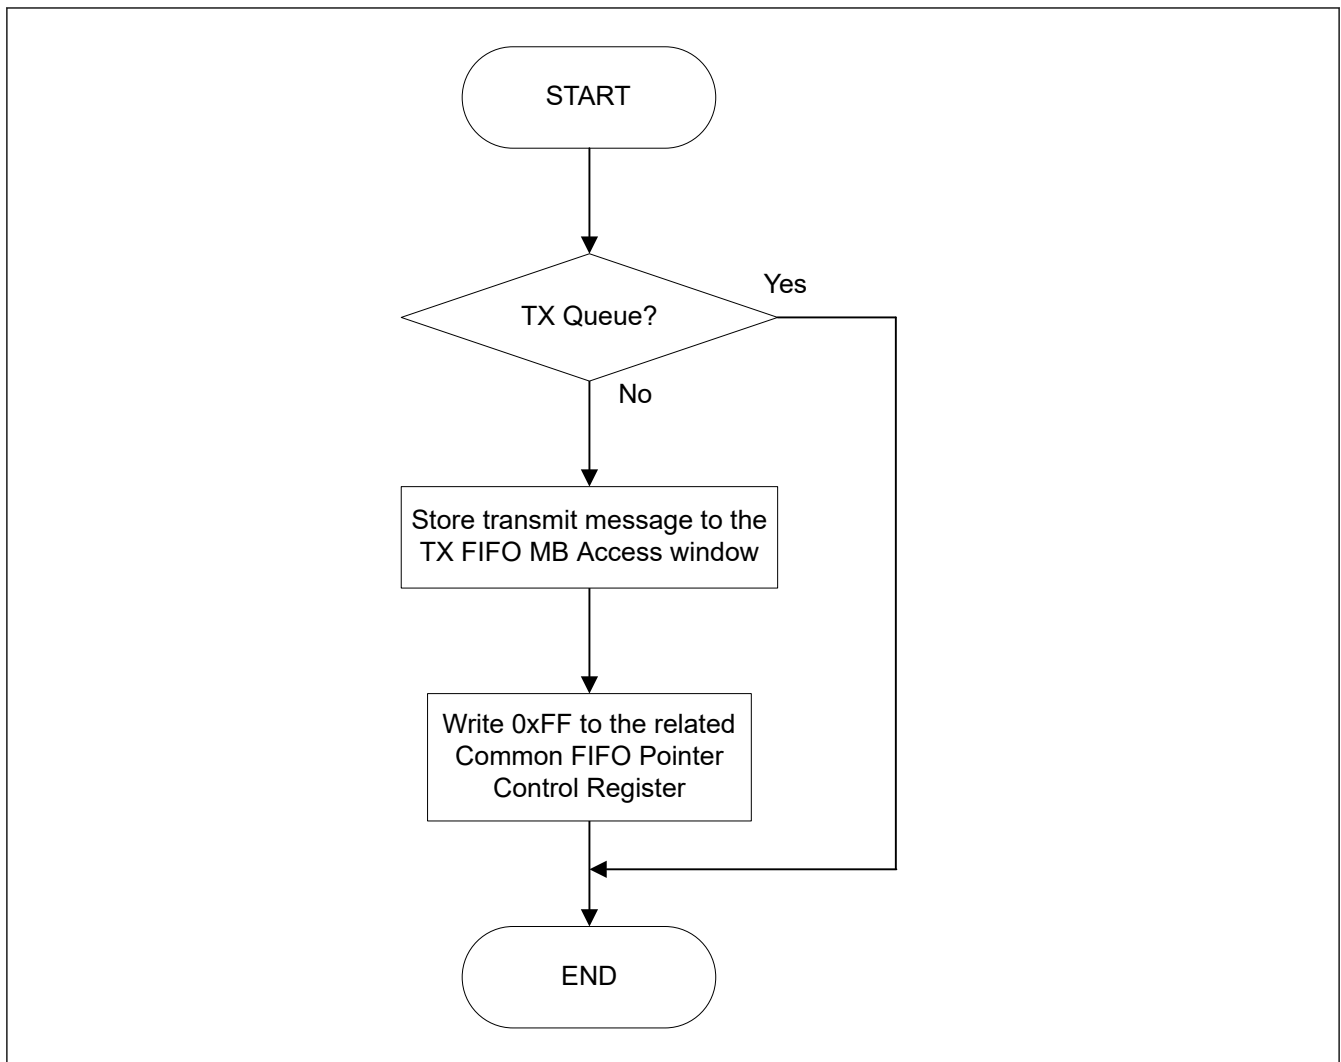 START
Yes
TX Queue?
No
Store transmit message to the
TX FIFO MB Access window
Write 0xFF to the related
Common FIFO Pointer
Control Register
END